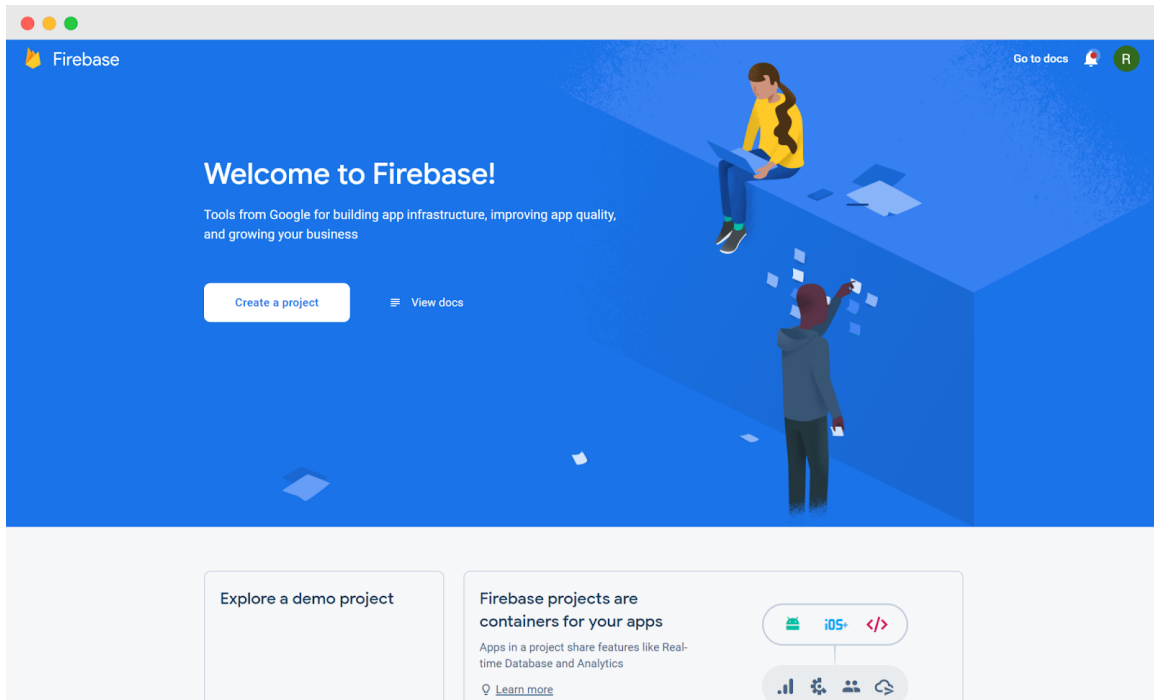 Firebase
Go to docs
R
Welcome to Firebase!
Tools from Google for building app infrastructure, improving app quality,
and growing your business
Create a project
View docs
Explore a demo project
Firebase projects are
containers for your apps
Apps in a project share features like Real-
time Database and Analytics
Learn more
iOS+